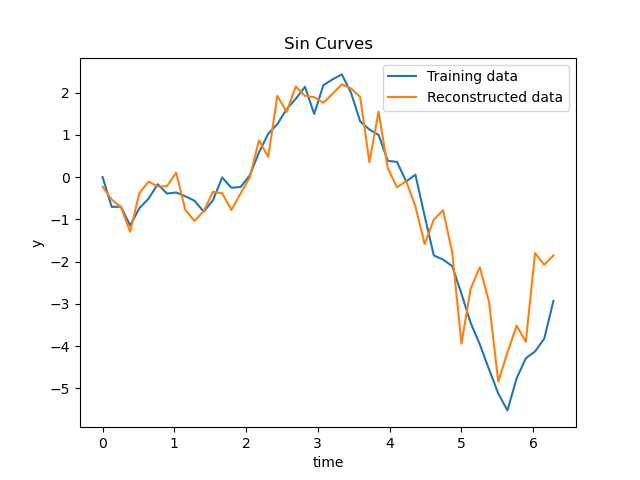 Sin Curves
Training data
Reconstructed data
2
1
0
−1
−2
−3
−4
−5
y
0 1 2 3 4 5 6
time